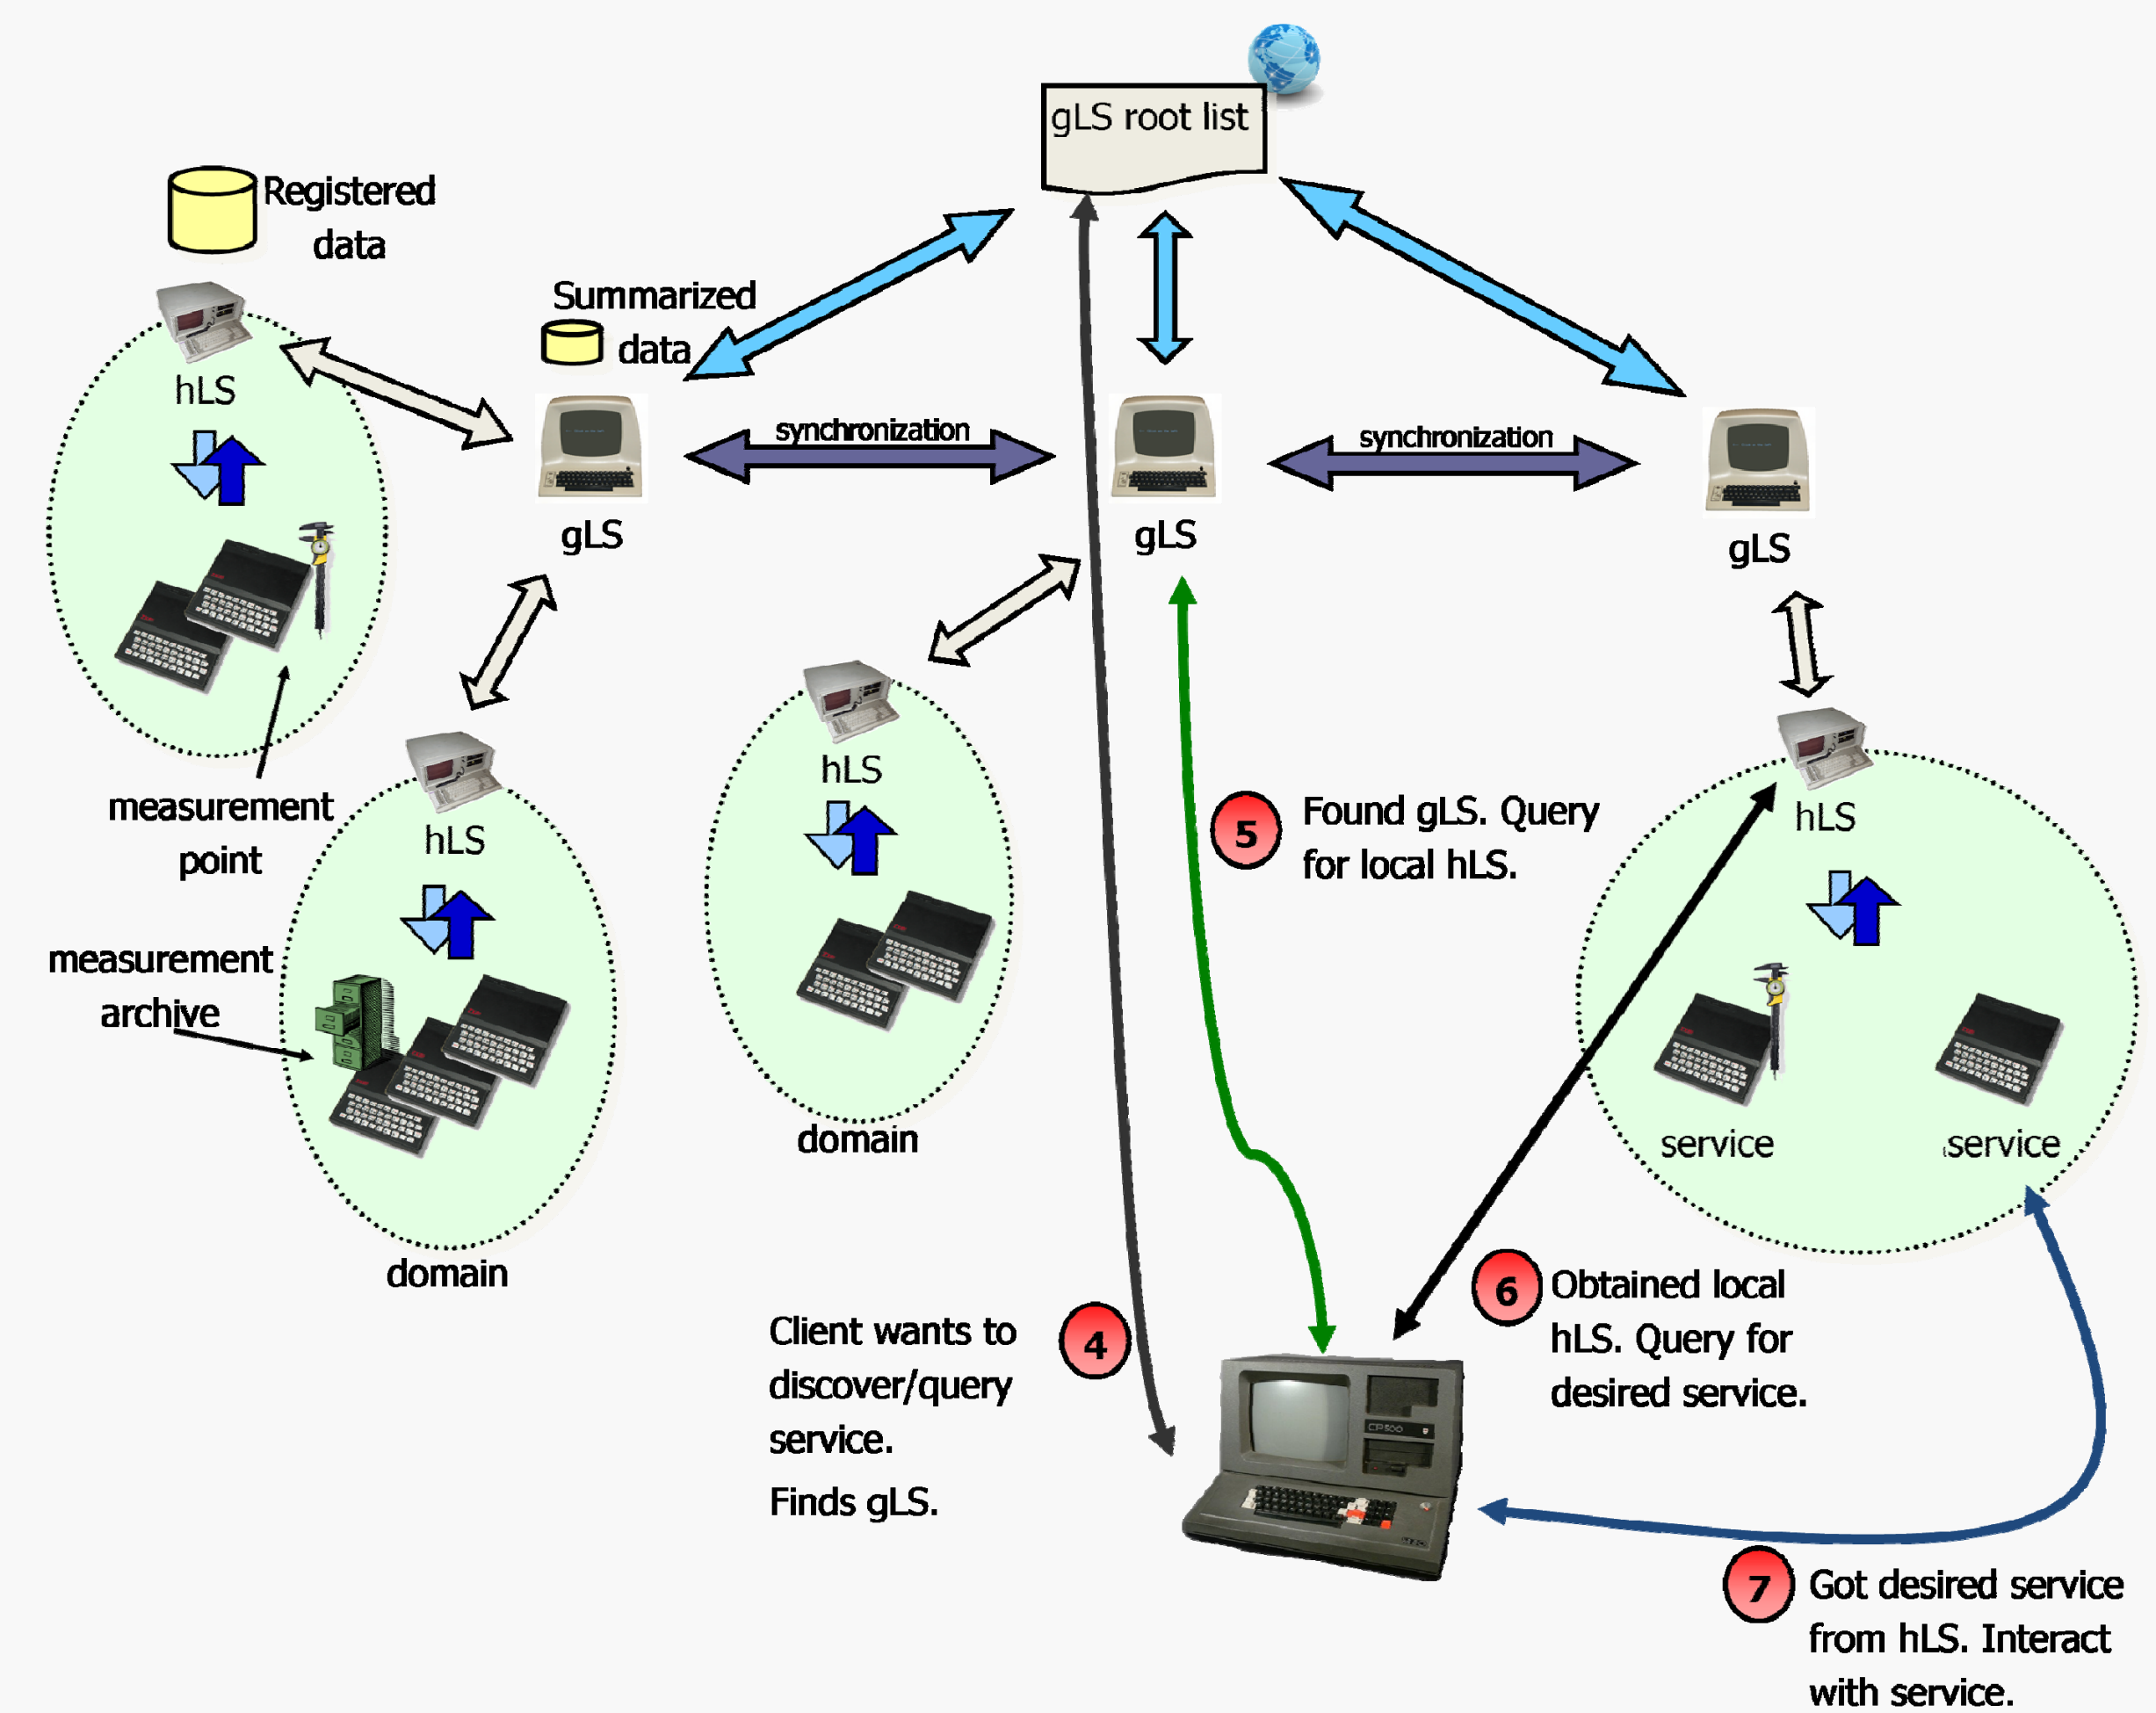 gLS root list
Registered
data
Summarized
data
hLS
synchronization
synchronization
gLS
gLS
gLS
measurement
point
hLS
hLS
hLS
5
Found gLS. Query
for local hLS.
measurement
archive
domain
service
service
domain
4
Client wants to
discover/query
service.
Finds gLS.
6
Obtained local
hLS. Query for
desired service.
CP500
7
Got desired service
from hLS. Interact
with service.